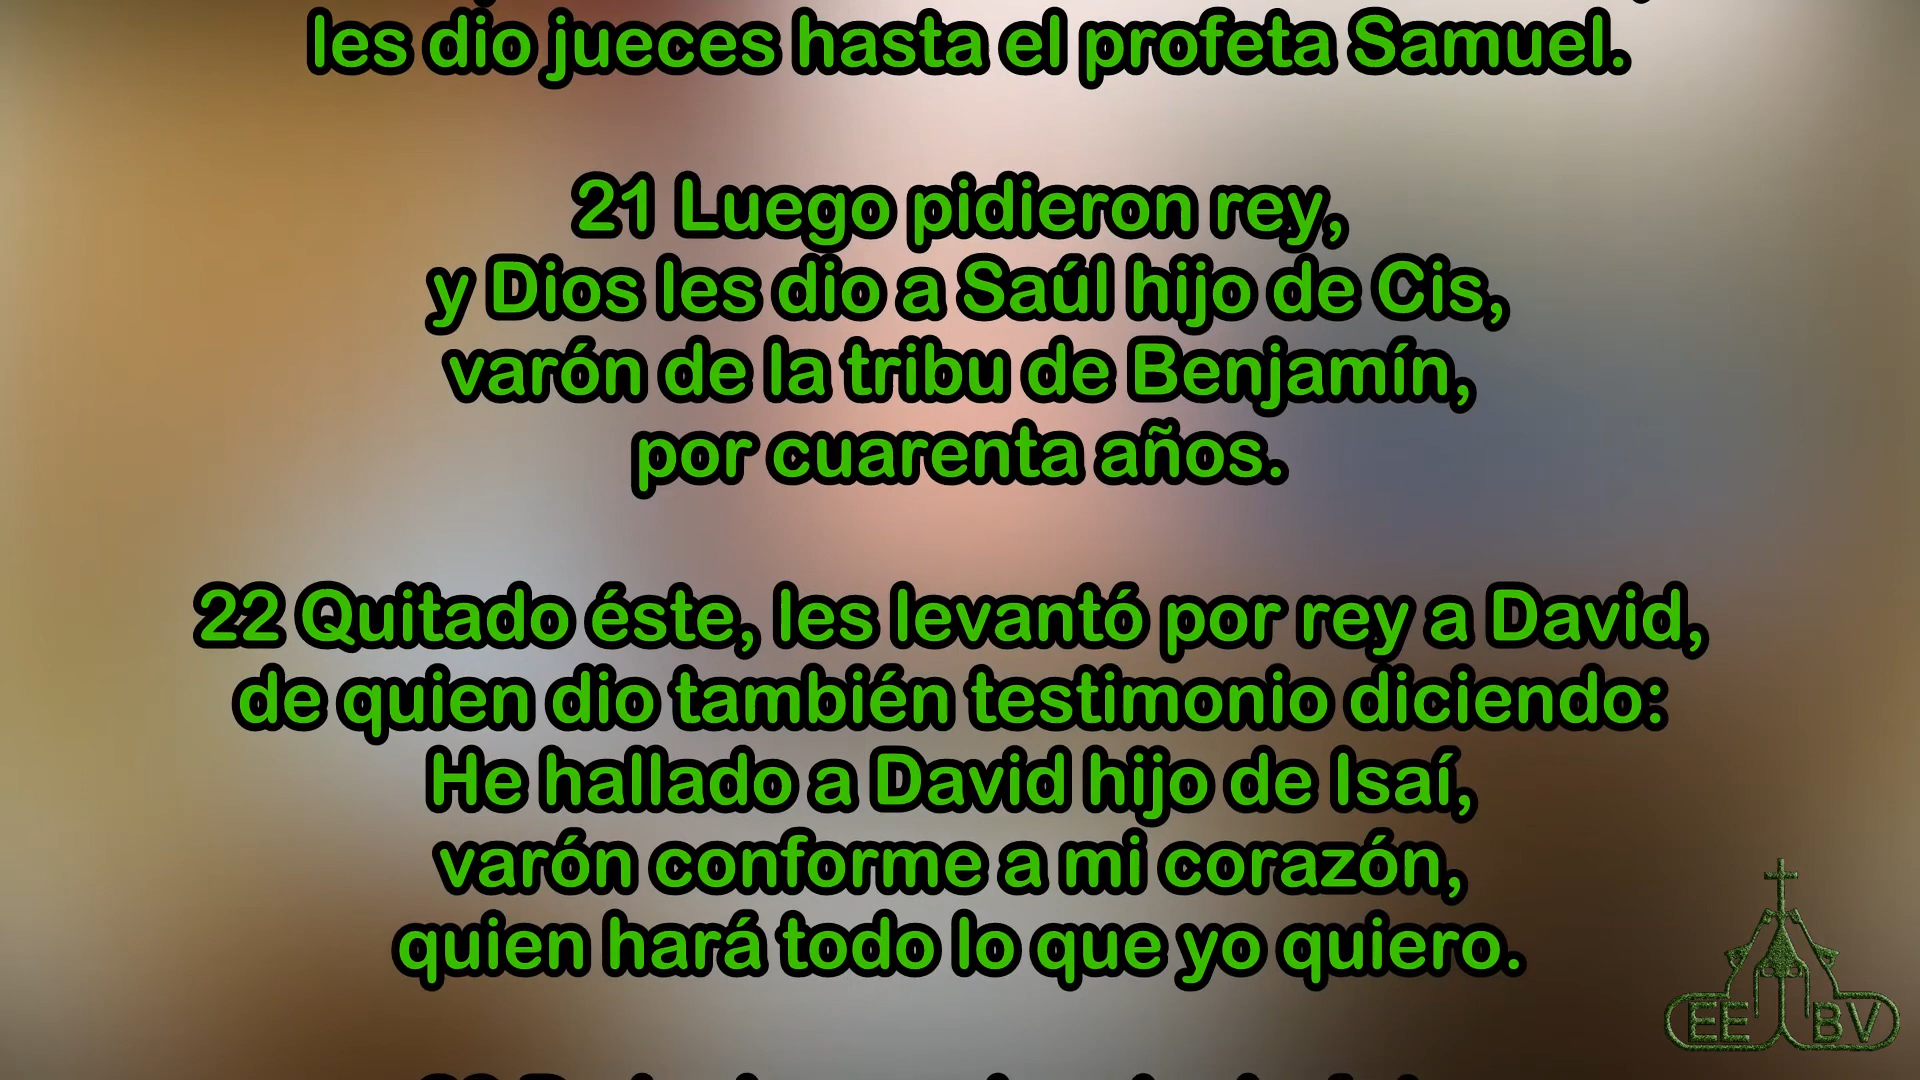 les dio jueces hasta el profeta Samuel.
21 Luego pidieron rey,
y Dios les dio a Saúl hijo de Cis,
varón de la tribu de Benjamín,
por cuarenta años.
22 Quitado éste, les levantó por rey a David,
de quien dio también testimonio diciendo:
He hallado a David hijo de Isaí,
varón conforme a mi corazón,
quien hará todo lo que yo quiero.
EE BV